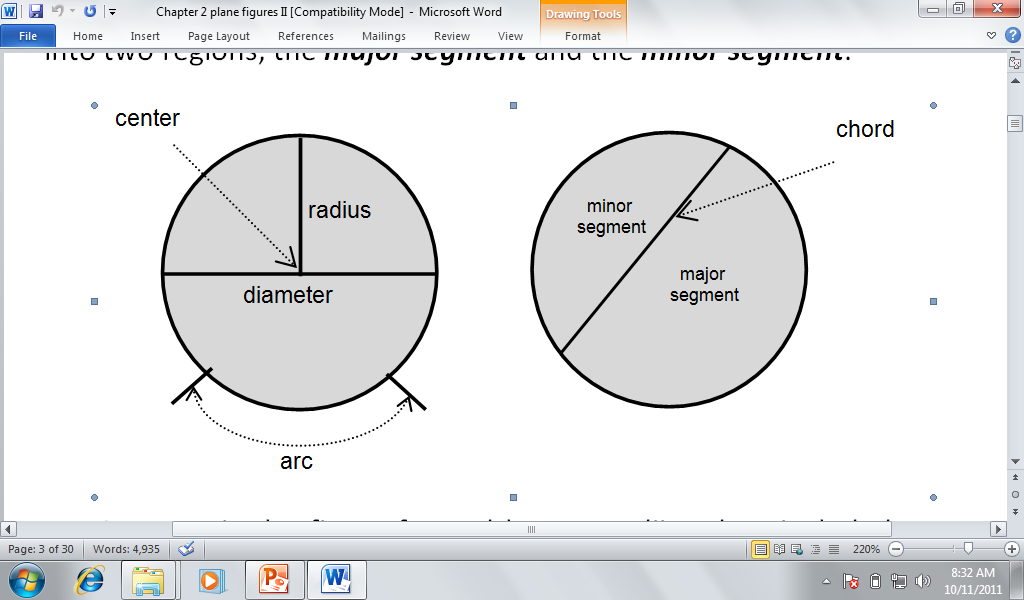 Chapter 2 plane figures II [Compatibility Mode] - Microsoft Word
Drawing Tools
File Home Insert Page Layout References Mailings Review View Format
into two regions, the major segment and the minor segment.
center
chord
radius
minor
segment
major
segment
diameter
arc
Page: 3 of 30 Words: 4,935 220%
8:32 AM
10/11/2011